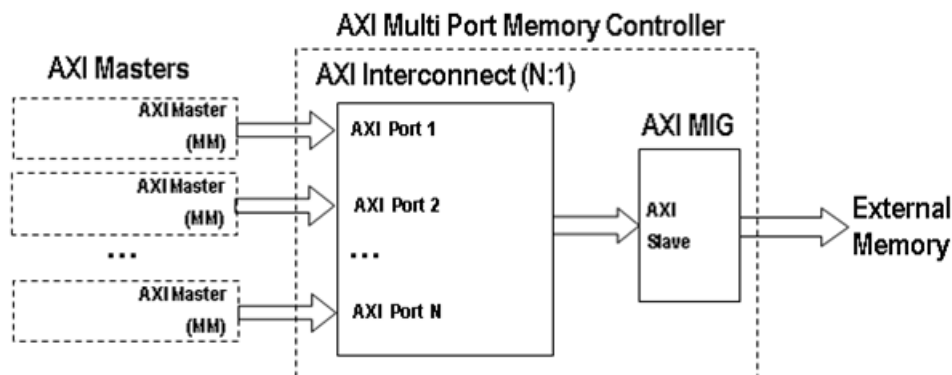 AXI Multi Port Memory Controller
AXI Masters
AXI Interconnect (N:1)
AXI Master
(MM)
AXI Port 1
AXI MIG
AXI Master
(MM)
AXI Port 2
AXI
Slave
External
Memory
...
...
AXI Master
(MM)
AXI Port N